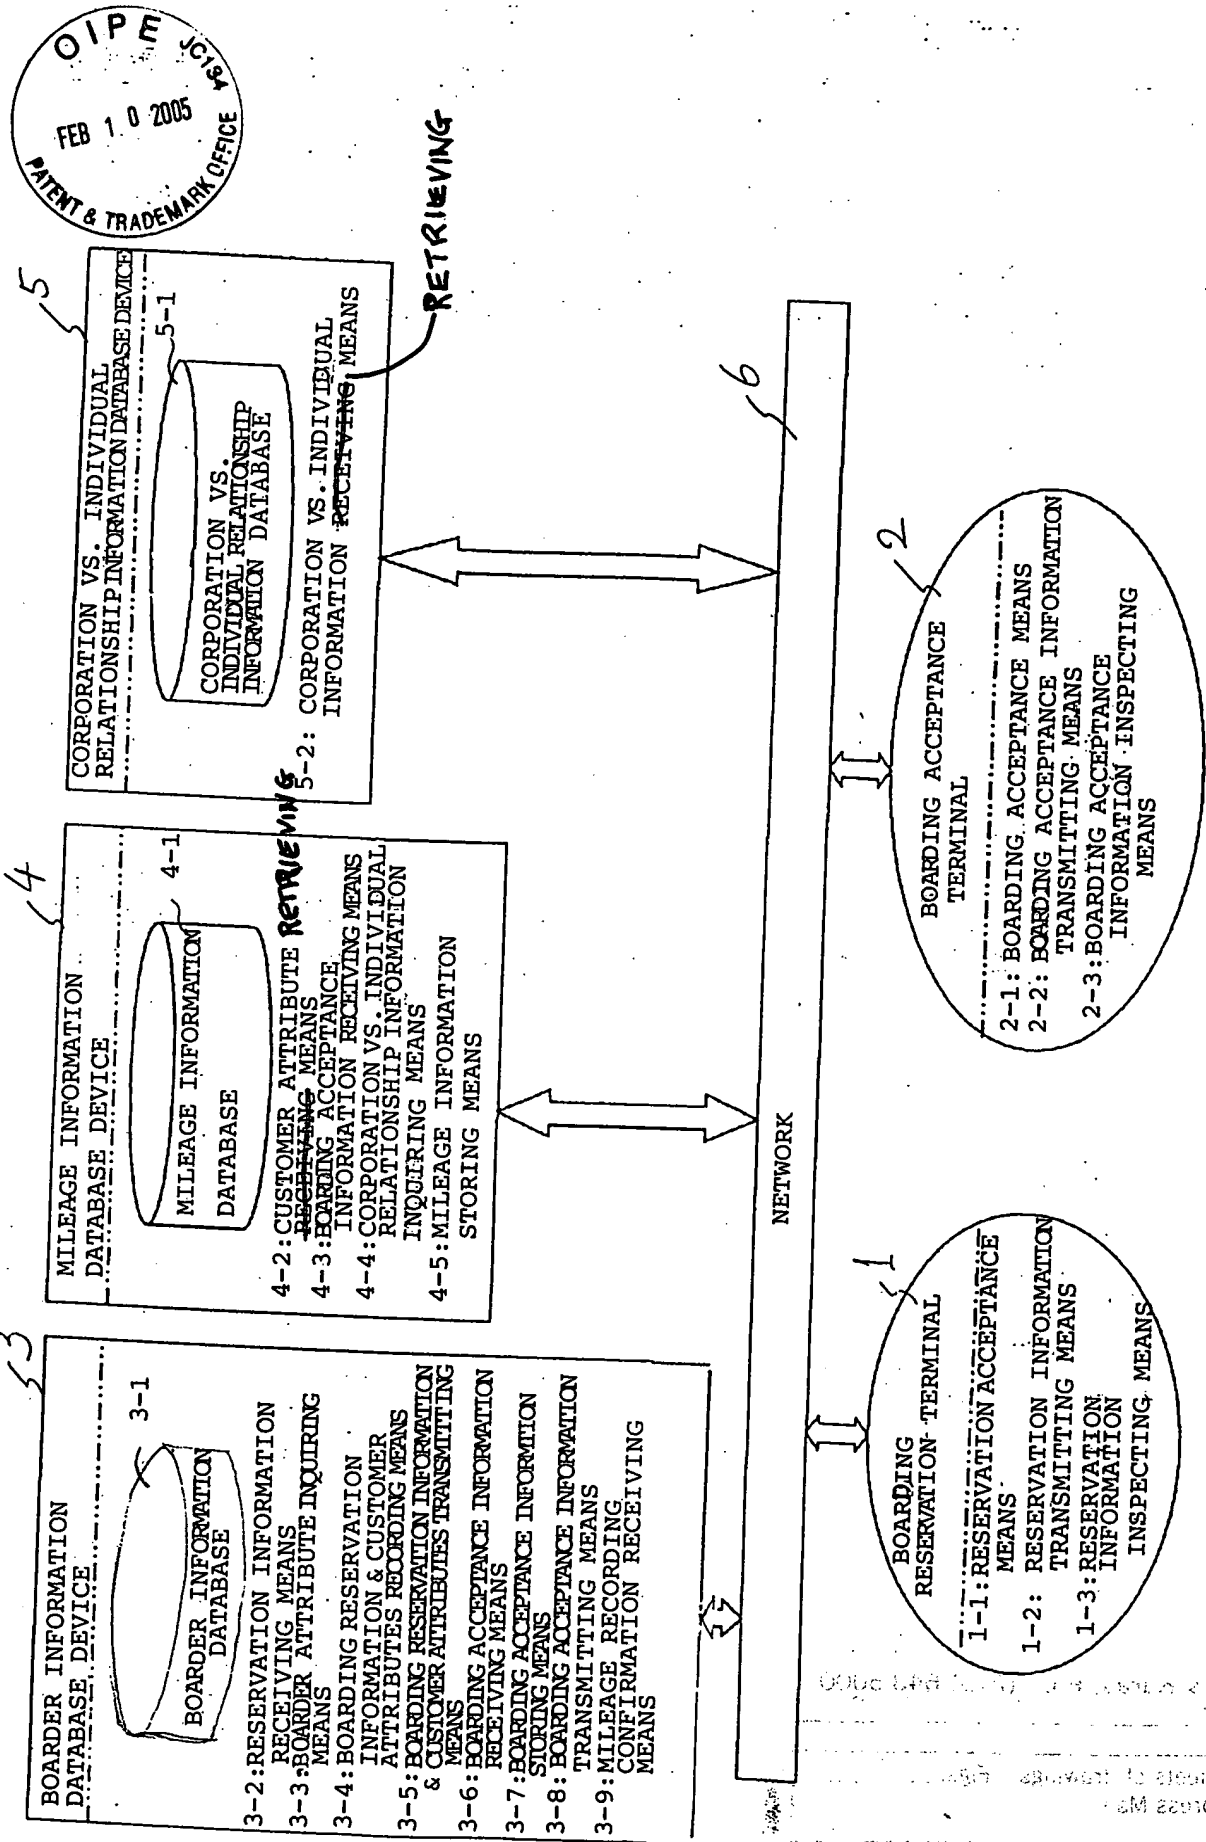 OIPE JC134
FEB 10 2005
PATENT & TRADEMARK OFFICE
3
BOARDER INFORMATION
DATABASE DEVICE
3-1
BOARDER INFORMATION
DATABASE
3-2:RESERVATION INFORMATION
RECEIVING MEANS
3-3:BOARDER ATTRIBUTE INQUIRING
MEANS
3-4:BOARDING RESERVATION
INFORMATION & CUSTOMER
ATTRIBUTES RECORDING MEANS
3-5:BOARDING RESERVATION INFORMATION
& CUSTOMER ATTRIBUTES TRANSMITTING
MEANS
3-6:BOARDING ACCEPTANCE INFORMATION
RECEIVING MEANS
3-7:BOARDING ACCEPTANCE INFORMTION
STORING MEANS
3-8:BOARDING ACCEPTANCE INFORMATION
TRANSMITTING MEANS
3-9:MILEAGE RECORDING
CONFIRMATION RECEIVING
MEANS
4
MILEAGE INFORMATION
DATABASE DEVICE
4-1
MILEAGE INFORMATION
DATABASE
4-2:CUSTOMER ATTRIBUTE RETRIEVING
RECEIVING MEANS
4-3:BOARDING ACCEPTANCE
INFORMATION RECEIVING MEANS
4-4:CORPORATION VS. INDIVIDUAL
RELATIONSHIP INFORMATION
INQUIRING MEANS
4-5:MILEAGE INFORMATION
STORING MEANS
5
CORPORATION VS. INDIVIDUAL
RELATIONSHIP INFORMATION DATABASE DEVICE
5-1
CORPORATION VS.
INDIVIDUAL RELATIONSHIP
INFORMATION DATABASE
5-2: CORPORATION VS. INDIVIDUAL
INFORMATION RECEIVING MEANS
RETRIEVING
6
NETWORK
1
BOARDING
RESERVATION TERMINAL
1-1:RESERVATION ACCEPTANCE
MEANS
1-2: RESERVATION INFORMATION
TRANSMITTING MEANS
1-3:RESERVATION
INFORMATION
INSPECTING MEANS
2
BOARDING ACCEPTANCE
TERMINAL
2-1:BOARDING ACCEPTANCE MEANS
2-2:BOARDING ACCEPTANCE INFORMATION
TRANSMITTING MEANS
2-3:BOARDING ACCEPTANCE
INFORMATION INSPECTING
MEANS